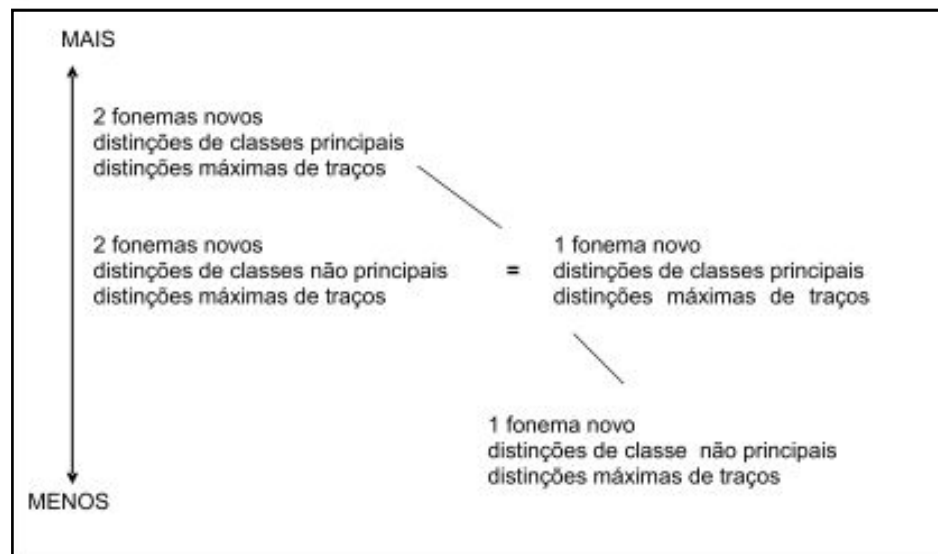 MAIS
2 fonemas novos
distinções de classes principais
distinções máximas de traços
2 fonemas novos
distinções de classes não principais
distinções máximas de traços
=
1 fonema novo
distinções de classes principais
distinções máximas de traços
1 fonema novo
distinções de classe não principais
distinções máximas de traços
MENOS